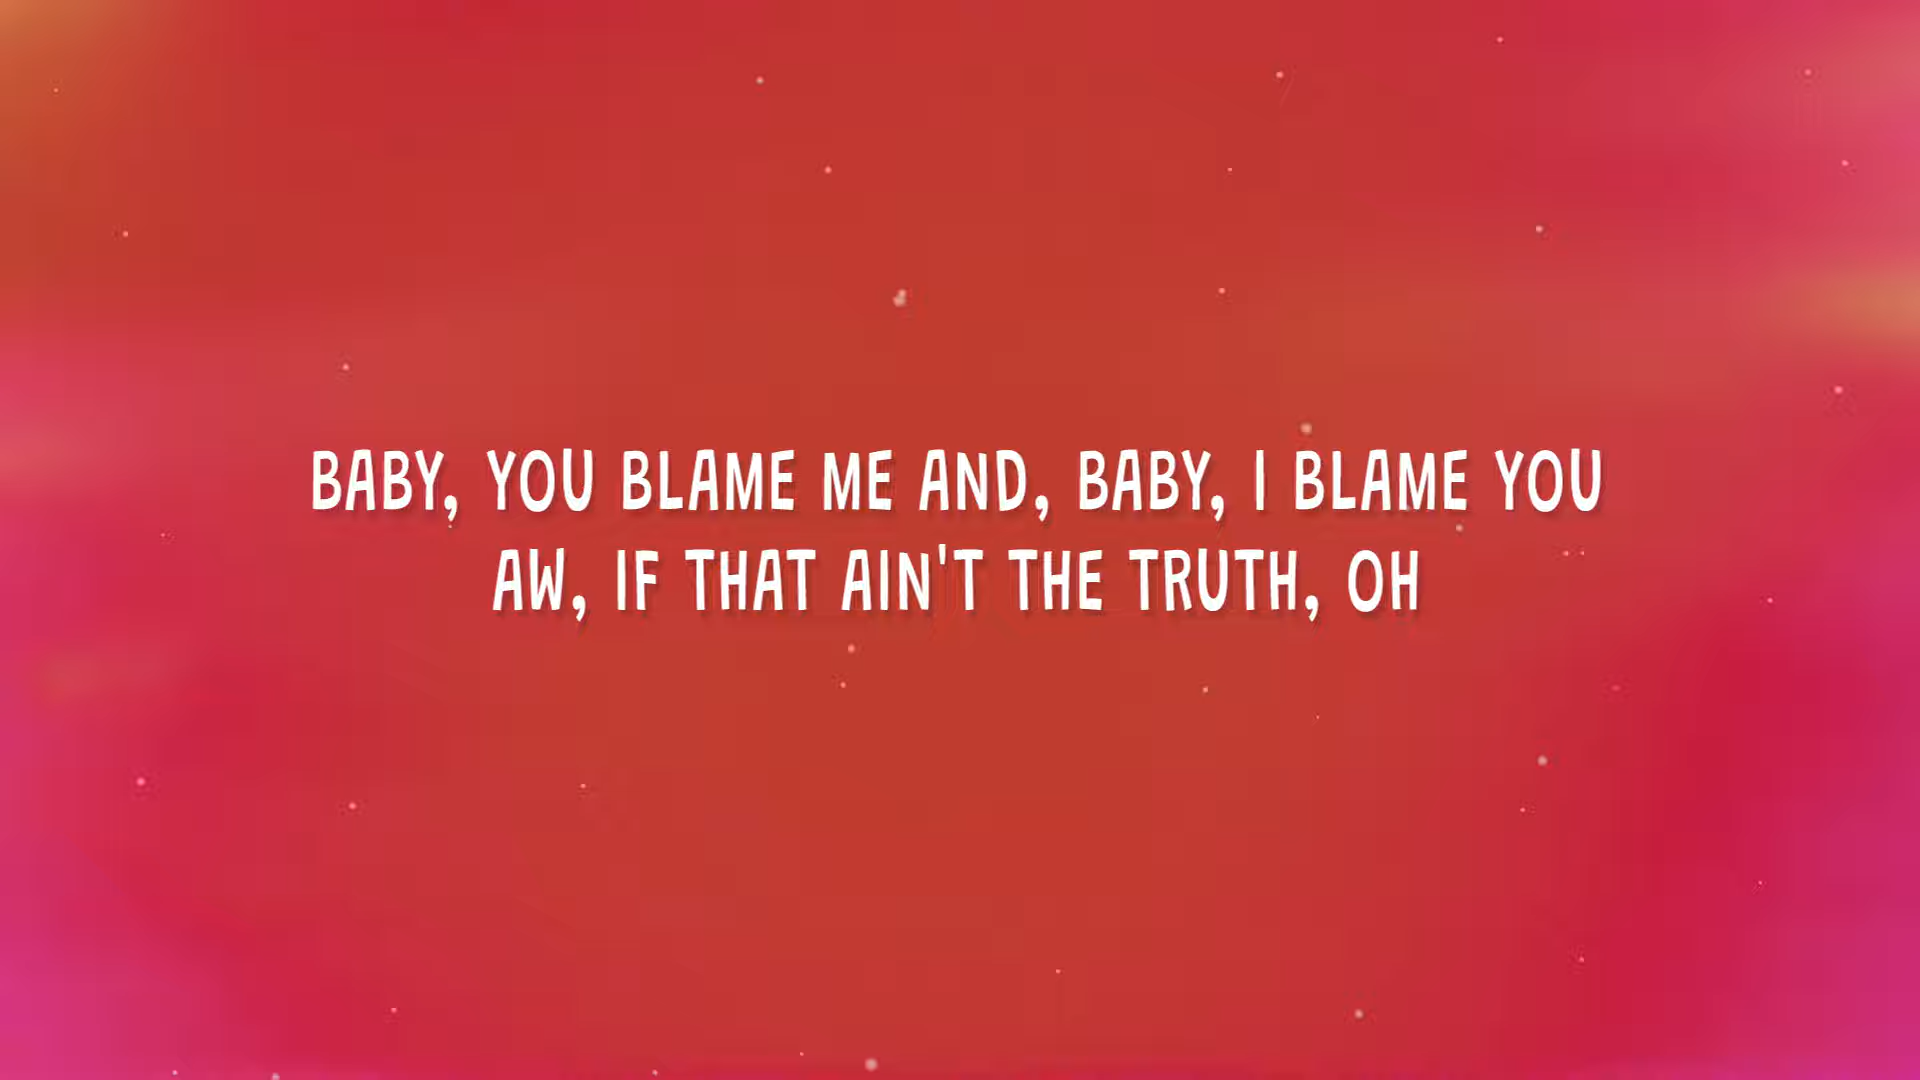 BABY, YOU BLAME ME AND, BABY, I BLAME YOU
AW, IF THAT AIN'T THE TRUTH, OH